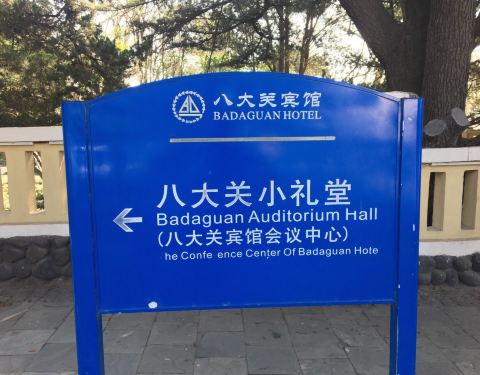 八大关宾馆
BADAGUAN HOTEL
八大关小礼堂
Badaguan Auditorium Hall
(八大关宾馆会议中心)
he Confe ence Center Of Badaguan Hote